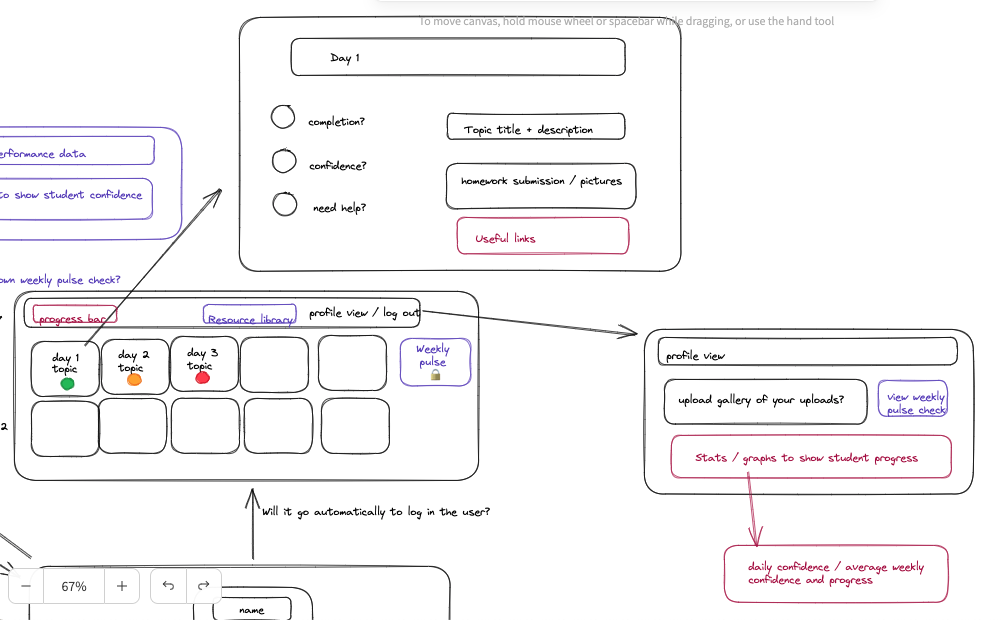 To move canvas, hold mouse wheel or spacebar while dragging, or use the hand tool
Day 1
completion?
confidence?
need help?
Topic title + description
homework submission / pictures
Useful links
performance data
to show student confidence
own weekly pulse check?
progress bar
Resource library
profile view / log out
day 1
topic
day 2
topic
day 3
topic
Weekly
pulse
2
profile view
upload gallery of your uploads?
view weekly
pulse check
Stats / graphs to show student progress
daily confidence / average weekly
confidence and progress
Will it go automatically to log in the user?
name
67%